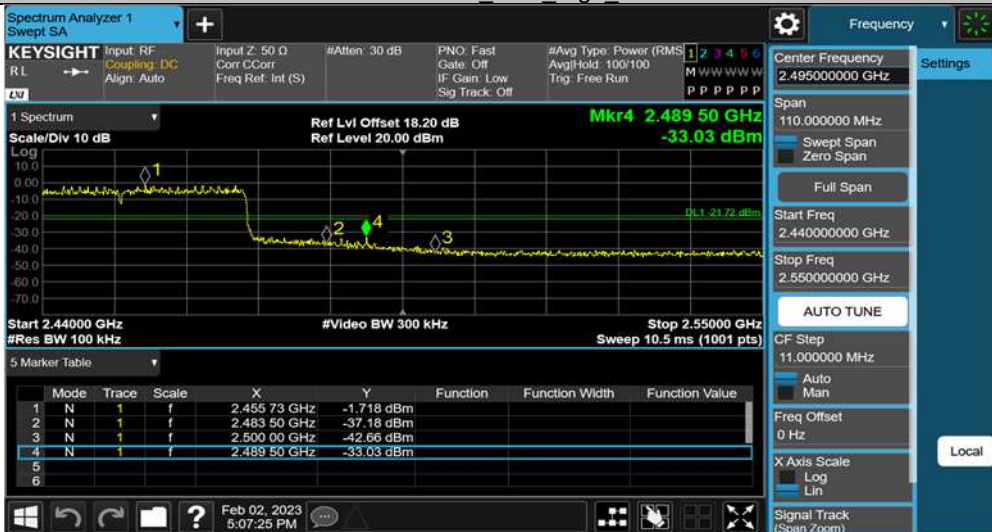 Spectrum Analyzer 1
Swept SA
+
Frequency
KEYSIGHT
RL
LXI
Input: RF
Coupling: DC
Align: Auto
Input Z: 50 Ω
Corr CCorr
Freq Ref: Int (S)
#Atten: 30 dB
PNO: Fast
Gate: Off
IF Gain: Low
Sig Track: Off
#Avg Type: Power (RMS
Avg|Hold: 100/100
Trig: Free Run
1 2 3 4 5 6
M W W W W W
P P P P P P
1 Spectrum
Scale/Div 10 dB
Ref Lvl Offset 18.20 dB
Ref Level 20.00 dBm
Mkr4 2.489 50 GHz
-33.03 dBm
Log
10.0
0.00
-10.0
-20.0
-30.0
-40.0
-50.0
-60.0
-70.0
1
2
4
3
DL1 -21.72 dBm
Start 2.44000 GHz
#Res BW 100 kHz
#Video BW 300 kHz
Stop 2.55000 GHz
Sweep 10.5 ms (1001 pts)
5 Marker Table
Mode Trace Scale X Y Function Function Width Function Value
1 N 1 f 2.455 73 GHz -1.718 dBm
2 N 1 f 2.483 50 GHz -37.18 dBm
3 N 1 f 2.500 00 GHz -42.66 dBm
4 N 1 f 2.489 50 GHz -33.03 dBm
5
6
Center Frequency
2.495000000 GHz
Span
110.000000 MHz
Swept Span
Zero Span
Full Span
Start Freq
2.440000000 GHz
Stop Freq
2.550000000 GHz
AUTO TUNE
CF Step
11.000000 MHz
Auto
Man
Freq Offset
0 Hz
X Axis Scale
Log
Lin
Signal Track
(Span Zoom)
Settings
Local
?
Feb 02, 2023
5:07:25 PM